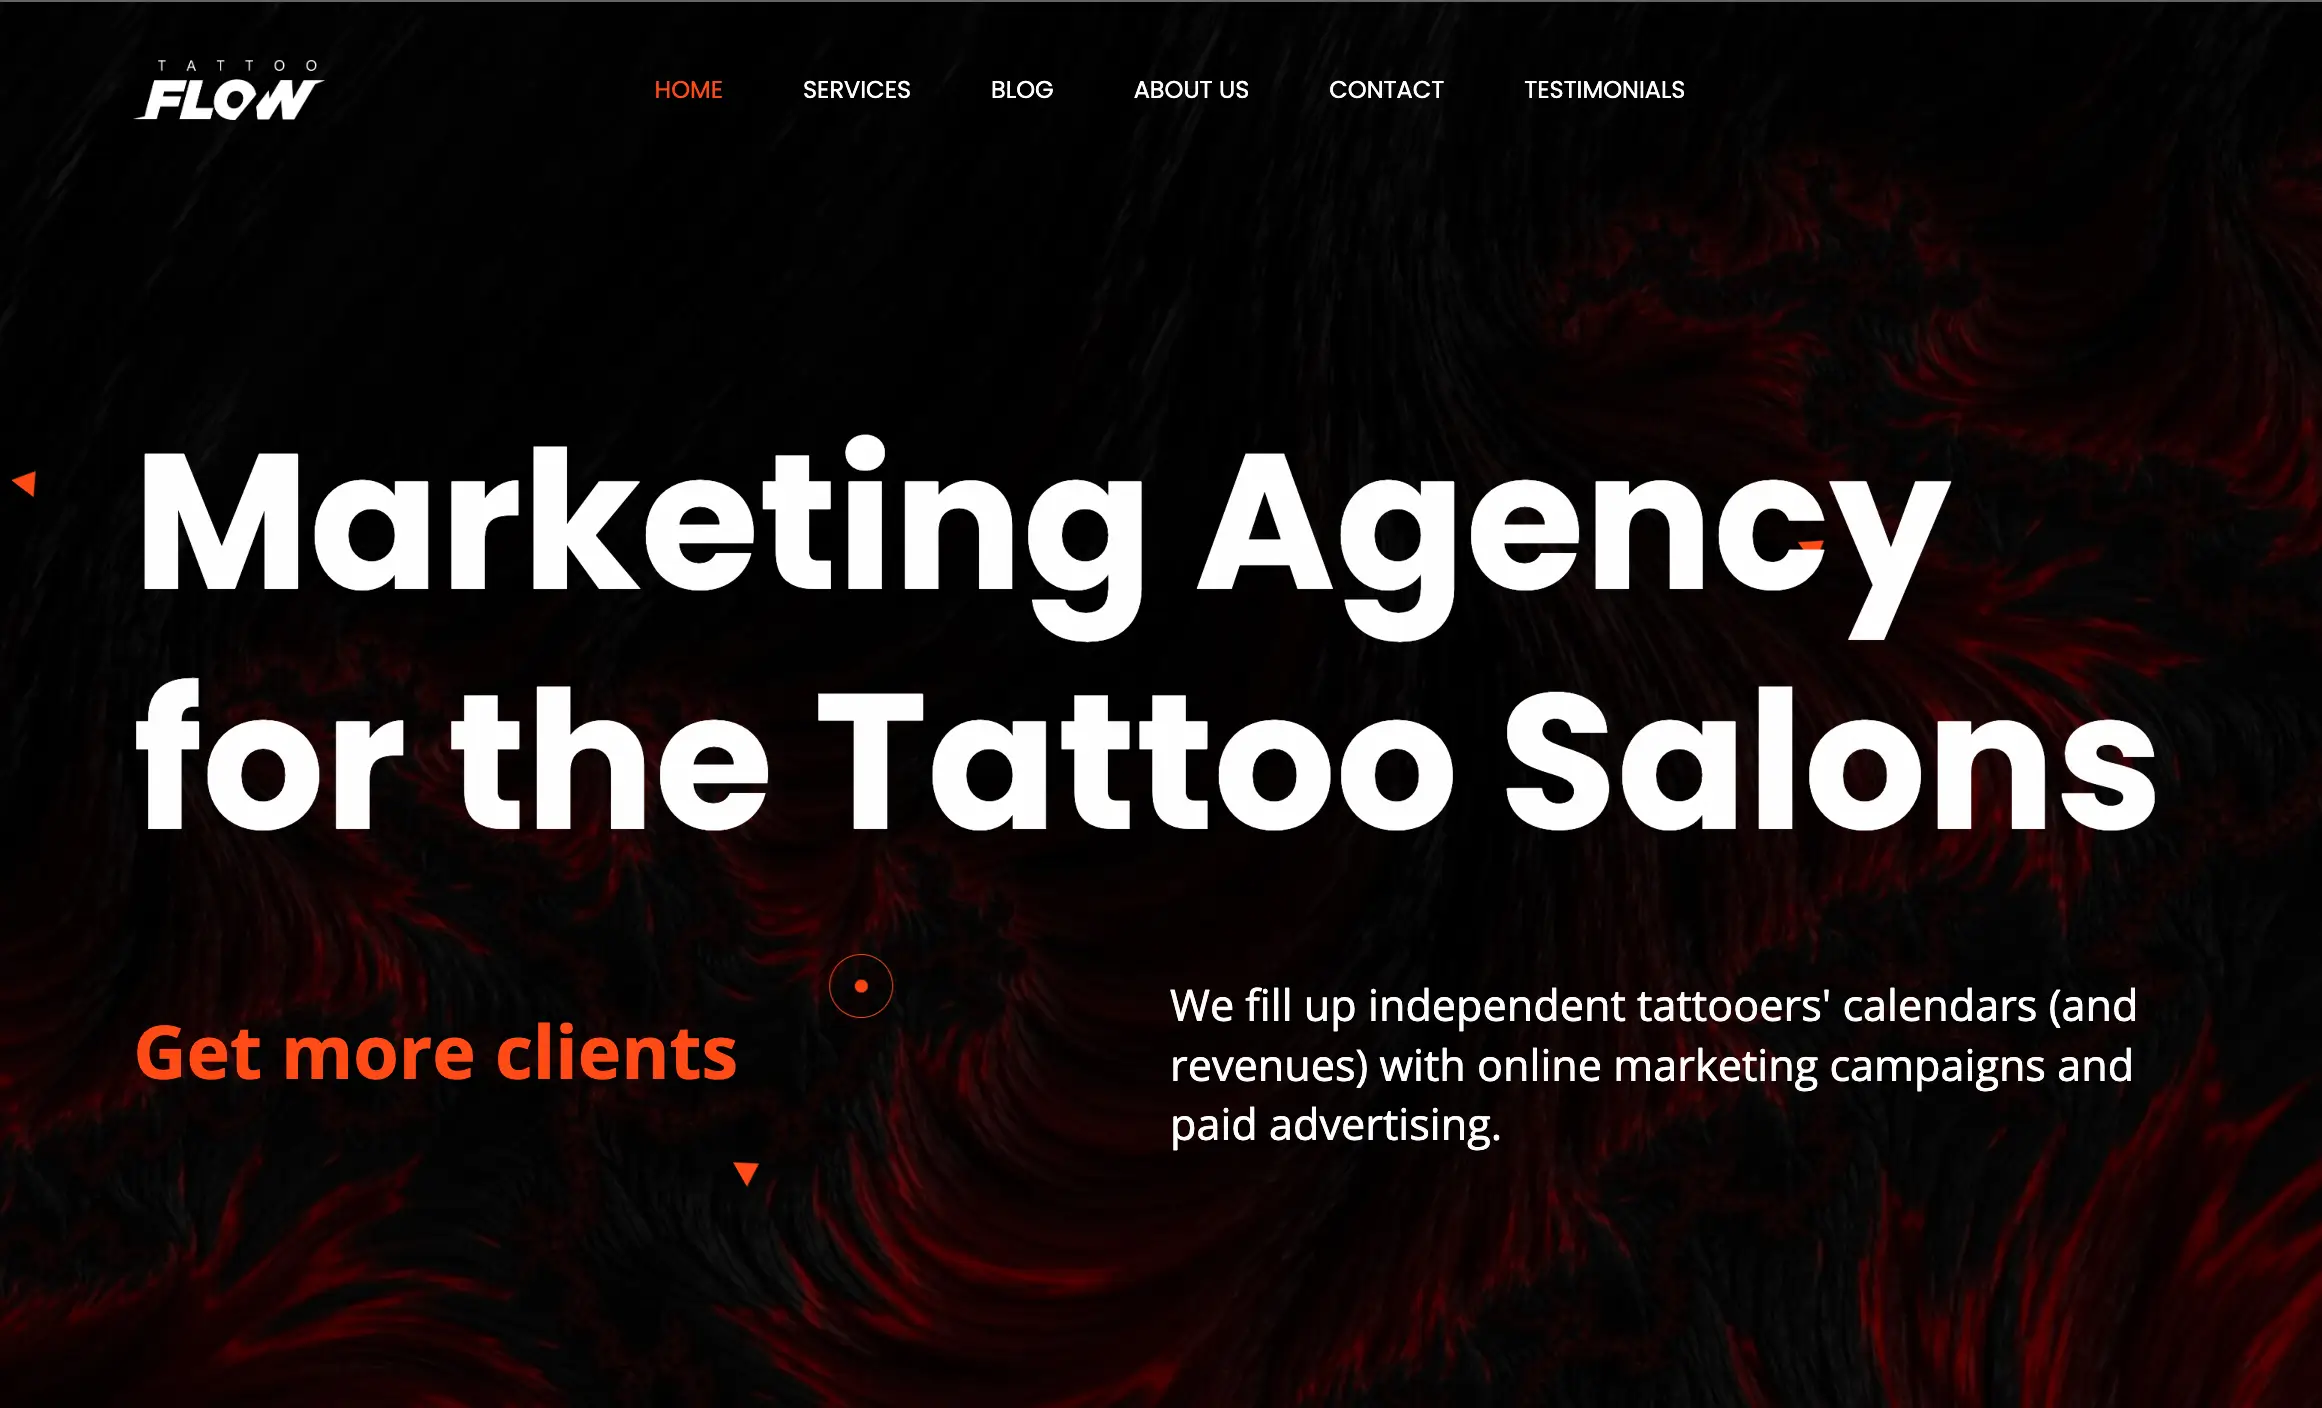 TATTOO
FLOW
HOME SERVICES BLOG ABOUT US CONTACT TESTIMONIALS
Marketing Agency
for the Tattoo Salons
Get more clients
We fill up independent tattooers' calendars (and
revenues) with online marketing campaigns and
paid advertising.